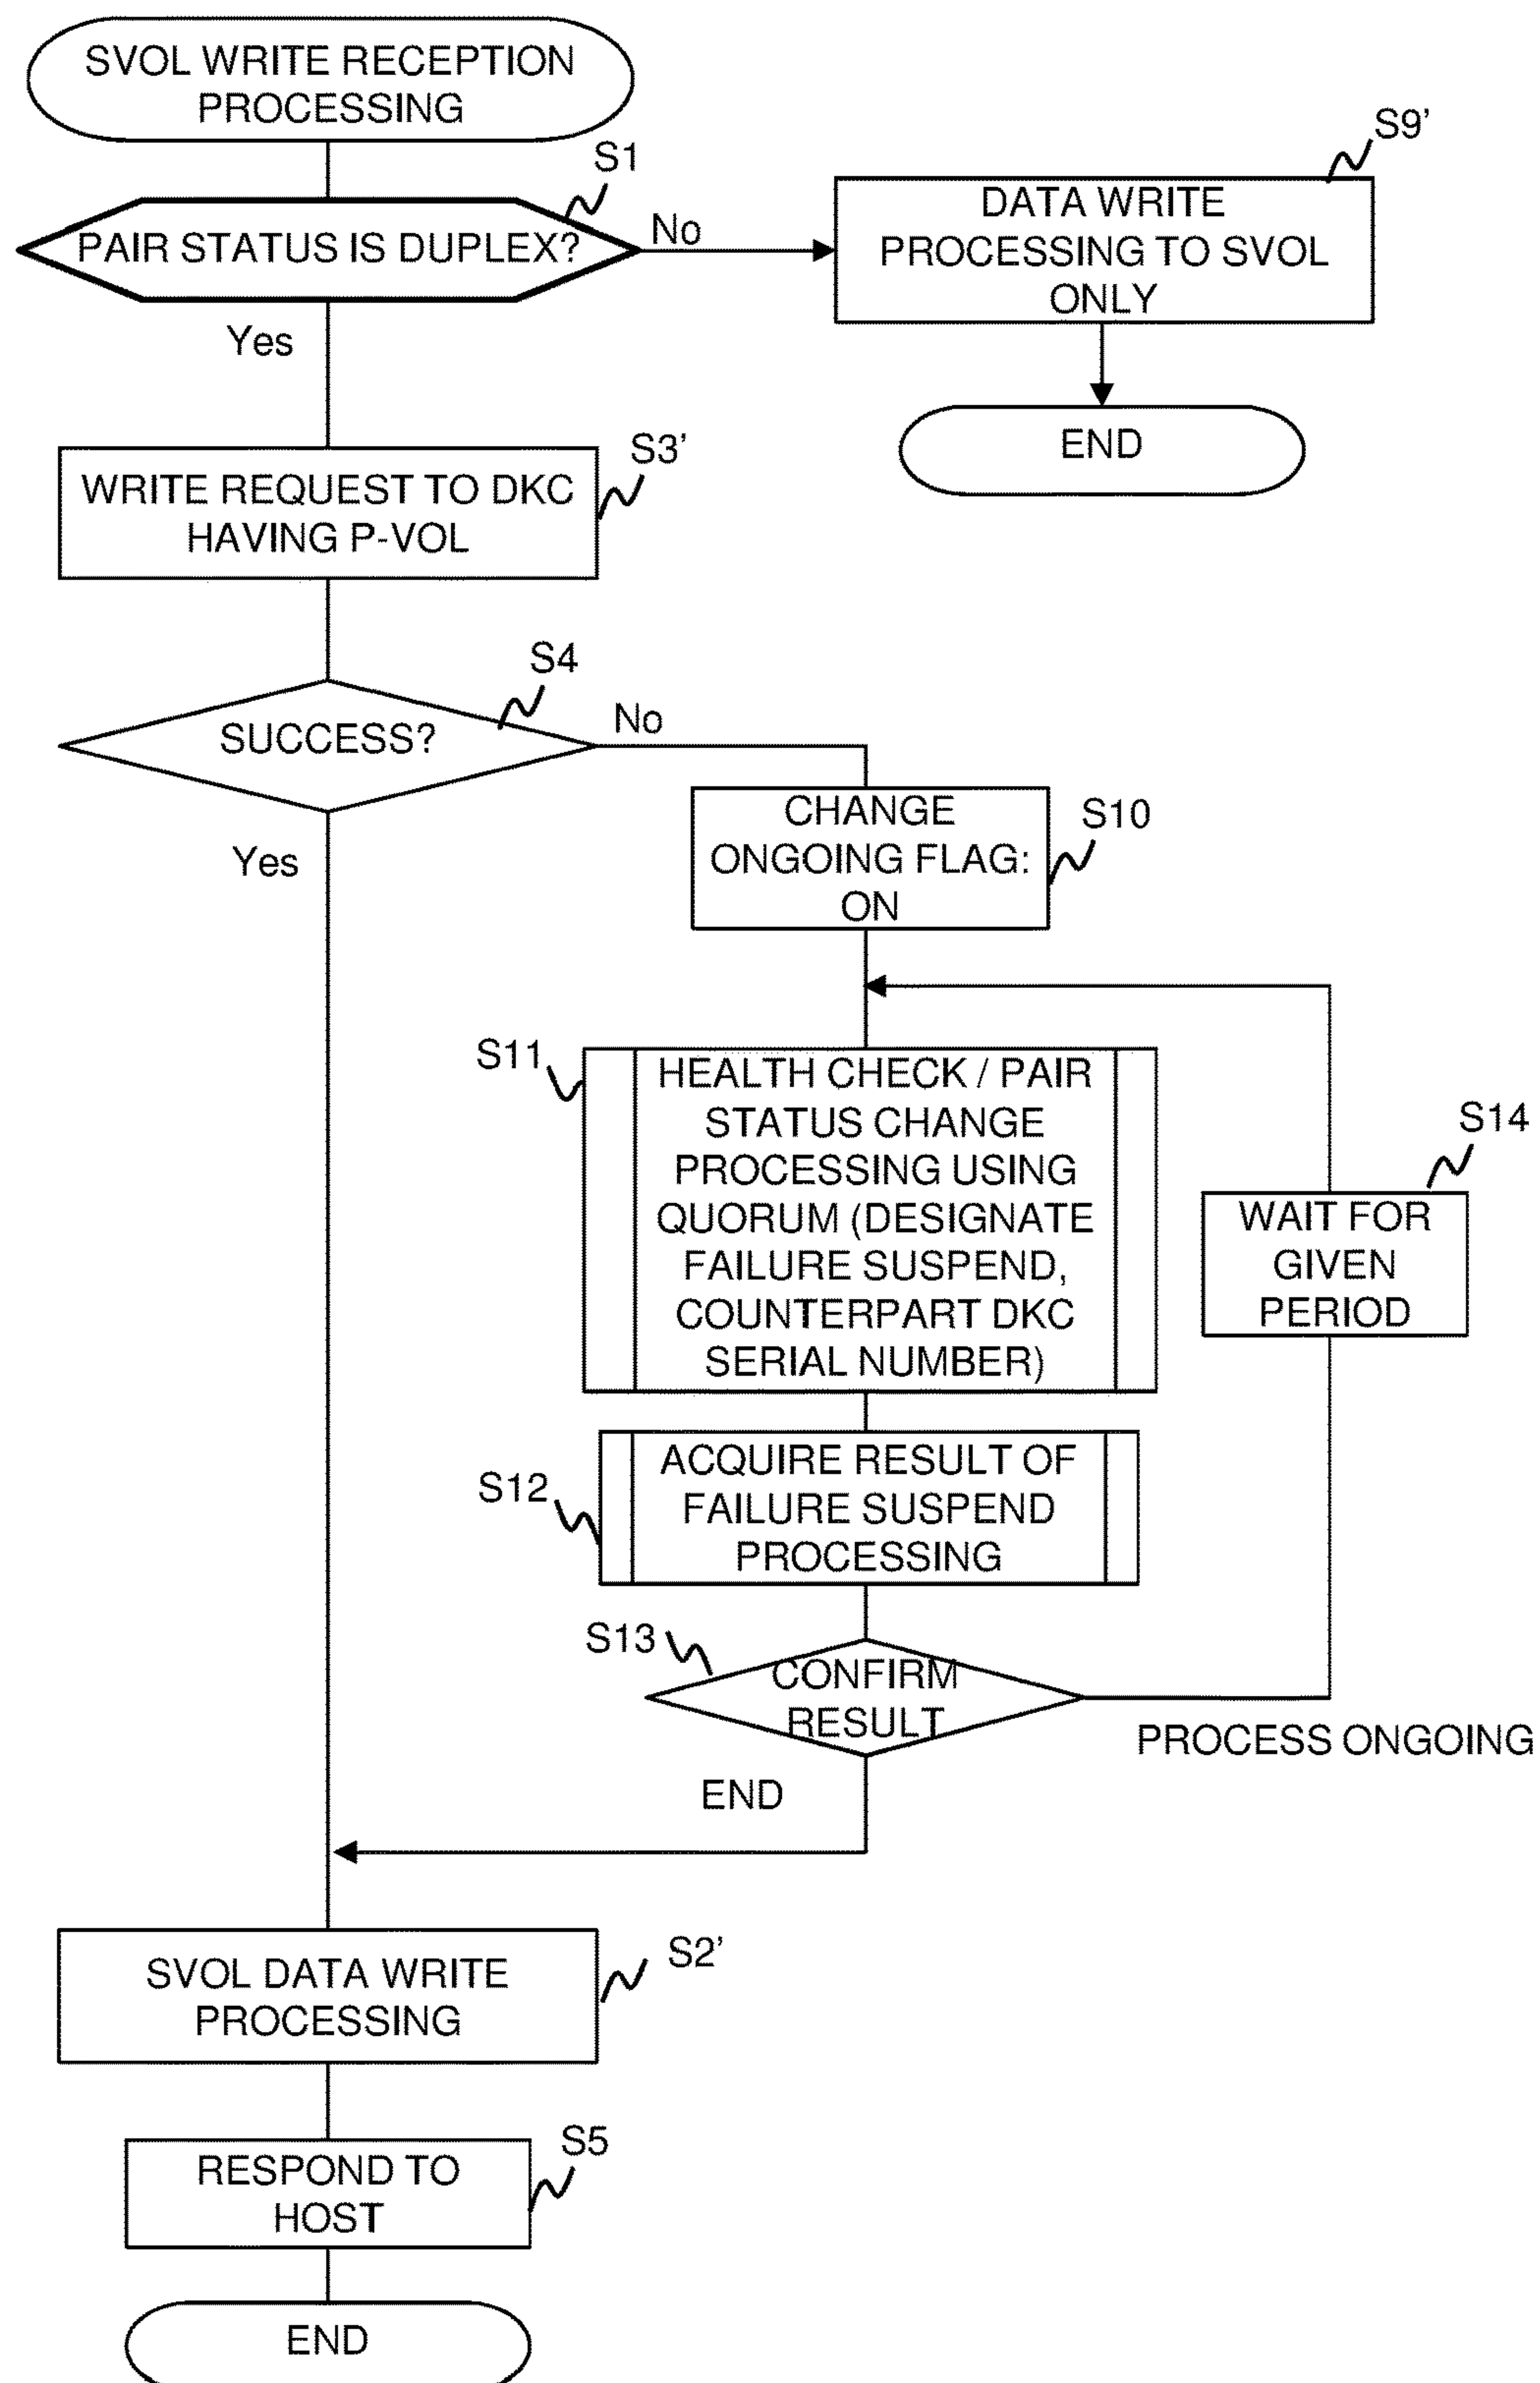 SVOL WRITE RECEPTION
PROCESSING
S1
PAIR STATUS IS DUPLEX?
No
S9'
DATA WRITE
PROCESSING TO SVOL
ONLY
END
Yes
S3'
WRITE REQUEST TO DKC
HAVING P-VOL
S4
SUCCESS?
No
Yes
CHANGE
ONGOING FLAG:
ON
S10
S11
HEALTH CHECK / PAIR
STATUS CHANGE
PROCESSING USING
QUORUM (DESIGNATE
FAILURE SUSPEND,
COUNTERPART DKC
SERIAL NUMBER)
S14
WAIT FOR
GIVEN
PERIOD
S12
ACQUIRE RESULT OF
FAILURE SUSPEND
PROCESSING
S13
CONFIRM
RESULT
PROCESS ONGOING
END
S2'
SVOL DATA WRITE
PROCESSING
S5
RESPOND TO
HOST
END